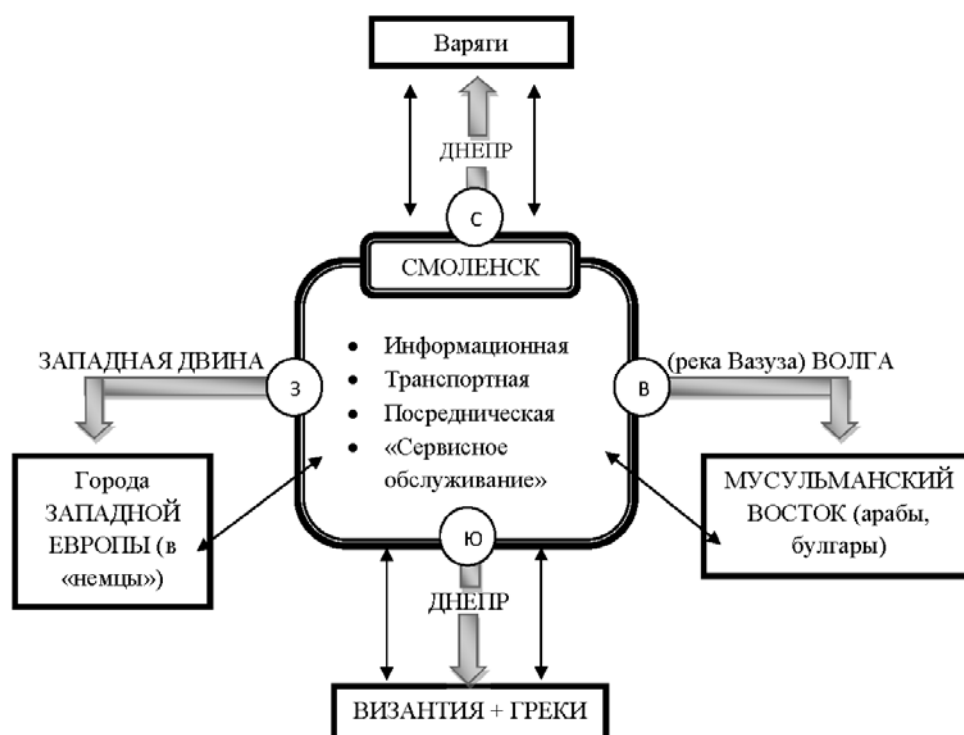 Варяги
ДНЕПР
С
СМОЛЕНСК
ЗАПАДНАЯ ДВИНА
З
• Информационная
• Транспортная
• Посредническая
• «Сервисное
обслуживание»
(река Вазуза) ВОЛГА
В
Города
ЗАПАДНОЙ
ЕВРОПЫ (в
«немцы»)
МУСУЛЬМАНСКИЙ
ВОСТОК (арабы,
булгары)
Ю
ДНЕПР
ВИЗАНТИЯ + ГРЕКИ